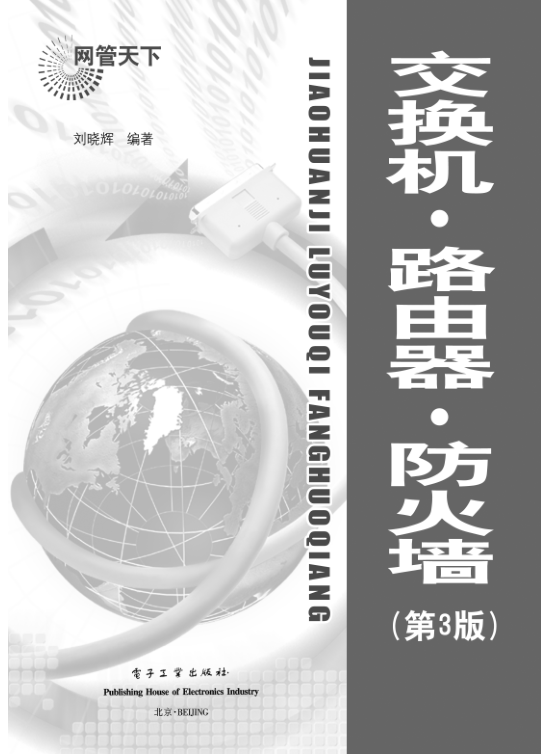 网管天下
刘晓辉 编著
JIAOHUANJI LUYOUQI FANGHUOQIANG
交换机·路由器·防火墙
(第3版)
電子工業出版社·
Publishing House of Electronics Industry
北京·BEIJING